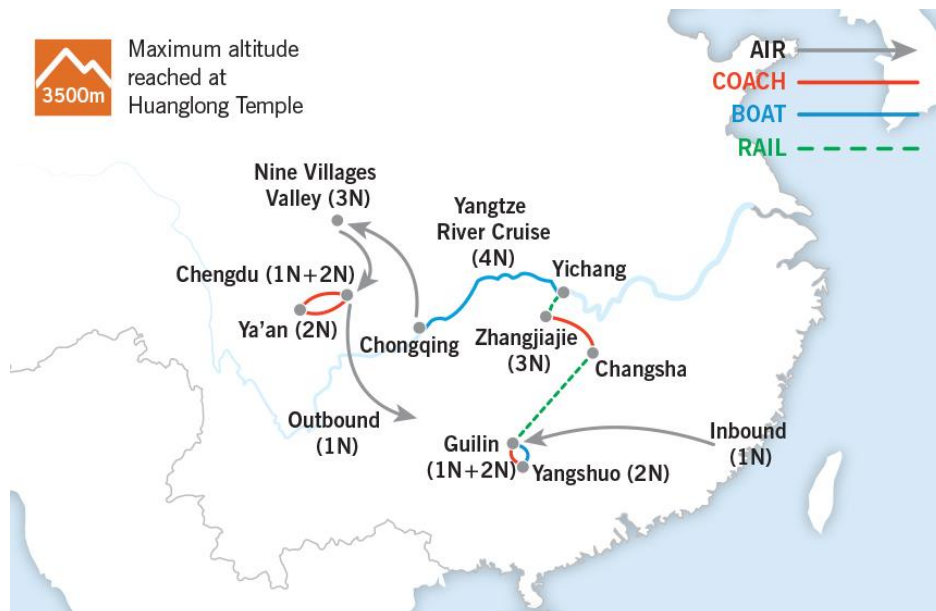 3500m
Maximum altitude
reached at
Huanglong Temple
AIR
COACH
BOAT
RAIL
Nine Villages
Valley (3N)
Yangtze
River Cruise
(4N)
Yichang
Chengdu (1N+2N)
Ya'an (2N)
Chongqing
Zhangjiajie
(3N)
Changsha
Outbound
(1N)
Guilin
(1N+2N)
Yangshuo (2N)
Inbound
(1N)